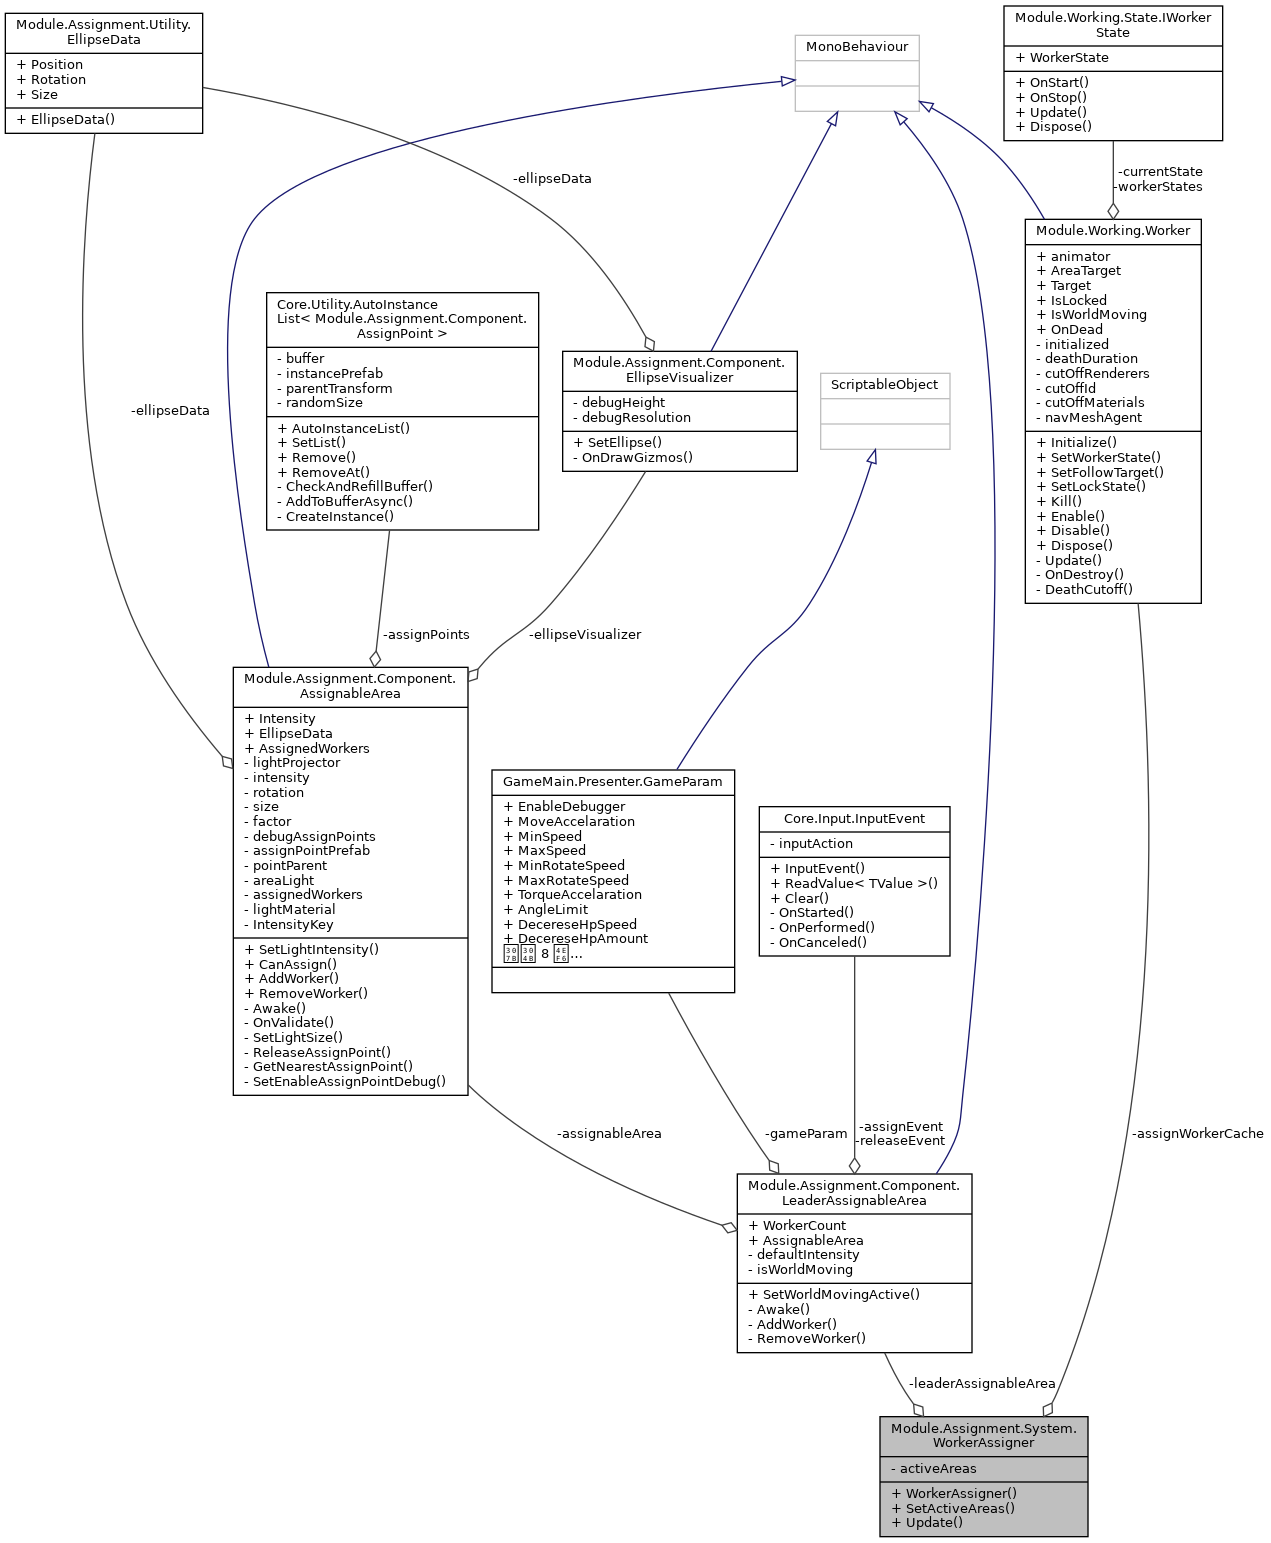 Module.Assignment.Utility.
EllipseData
+ Position
+ Rotation
+ Size
+ EllipseData()
MonoBehaviour
Module.Working.State.IWorker
State
+ WorkerState
+ OnStart()
+ OnStop()
+ Update()
+ Dispose()
-currentState
-workerStates
-ellipseData
Module.Working.Worker
+ animator
+ AreaTarget
+ Target
+ IsLocked
+ IsWorldMoving
+ OnDead
- initialized
- deathDuration
- cutOffRenderers
- cutOffId
- cutOffMaterials
- navMeshAgent
+ Initialize()
+ SetWorkerState()
+ SetFollowTarget()
+ SetLockState()
+ Kill()
+ Enable()
+ Disable()
+ Dispose()
- Update()
- OnDestroy()
- DeathCutoff()
Core.Utility.AutoInstance
List< Module.Assignment.Component.
AssignPoint >
- buffer
- instancePrefab
- parentTransform
- randomSize
+ AutoInstanceList()
+ SetList()
+ Remove()
+ RemoveAt()
- CheckAndRefillBuffer()
- AddToBufferAsync()
- CreateInstance()
Module.Assignment.Component.
EllipseVisualizer
- debugHeight
- debugResolution
+ SetEllipse()
- OnDrawGizmos()
ScriptableObject
-ellipseData
-assignPoints
-ellipseVisualizer
Module.Assignment.Component.
AssignableArea
+ Intensity
+ EllipseData
+ AssignedWorkers
- lightProjector
- intensity
- rotation
- size
- factor
- debugAssignPoints
- assignPointPrefab
- pointParent
- areaLight
- assignedWorkers
- lightMaterial
- IntensityKey
+ SetLightIntensity()
+ CanAssign()
+ AddWorker()
+ RemoveWorker()
- Awake()
- OnValidate()
- SetLightSize()
- ReleaseAssignPoint()
- GetNearestAssignPoint()
- SetEnableAssignPointDebug()
GameMain.Presenter.GameParam
+ EnableDebugger
+ MoveAccelaration
+ MinSpeed
+ MaxSpeed
+ MinRotateSpeed
+ MaxRotateSpeed
+ TorqueAccelaration
+ AngleLimit
+ DecereseHpSpeed
+ DecereseHpAmount
8 ...
Core.Input.InputEvent
- inputAction
+ InputEvent()
+ ReadValue< TValue >()
+ Clear()
- OnStarted()
- OnPerformed()
- OnCanceled()
-assignableArea
-gameParam
-assignEvent
-releaseEvent
-assignWorkerCache
Module.Assignment.Component.
LeaderAssignableArea
+ WorkerCount
+ AssignableArea
- defaultIntensity
- isWorldMoving
+ SetWorldMovingActive()
- Awake()
- AddWorker()
- RemoveWorker()
-leaderAssignableArea
Module.Assignment.System.
WorkerAssigner
- activeAreas
+ WorkerAssigner()
+ SetActiveAreas()
+ Update()